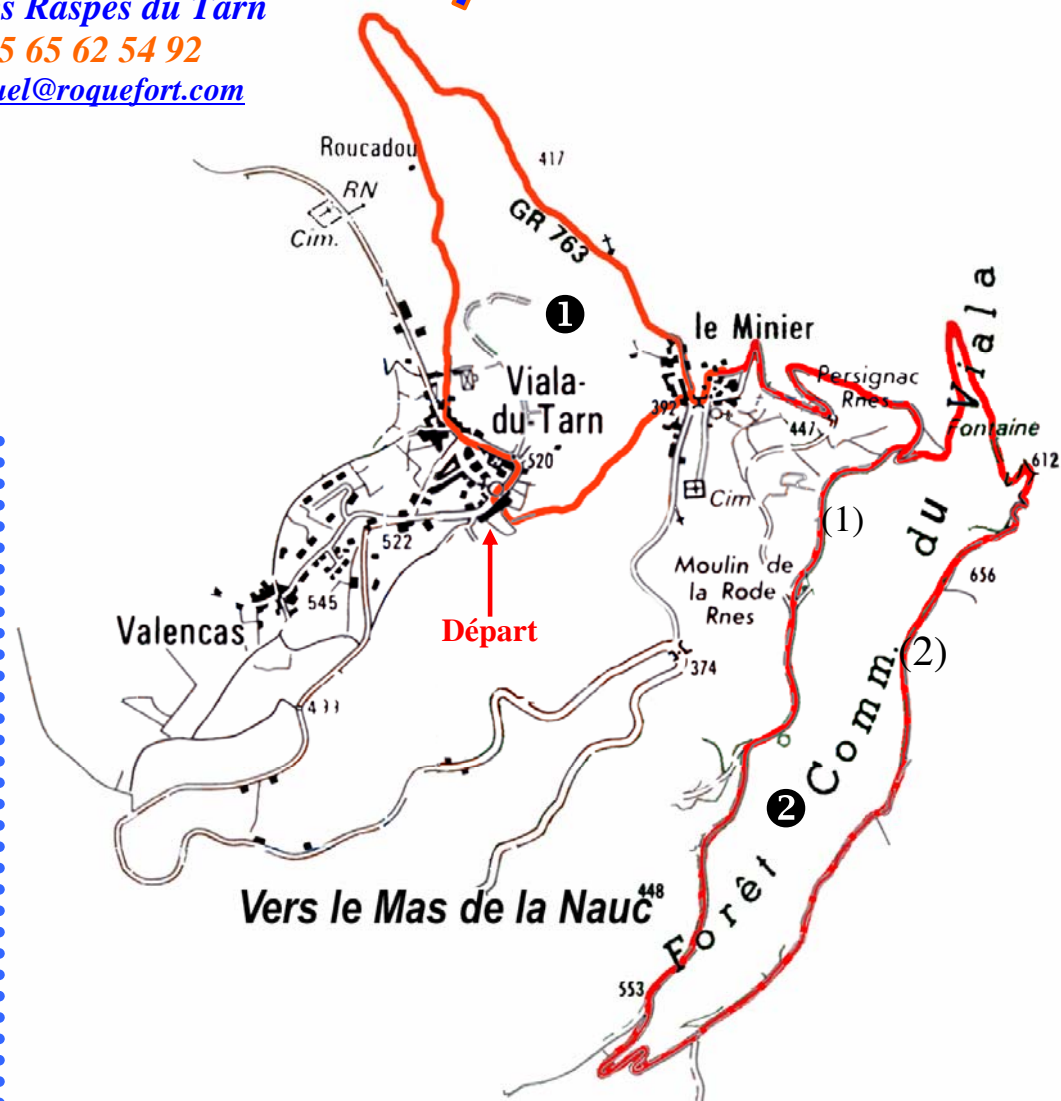 s Raspes du Tarn
5 65 62 54 92
uel@roquefort.com
Roucadou
417
RN
Cim.
GR 763
❶
le Minier
Viala-
du-Tarn
Persignac
Rnes
392
447
Fontaine
520
612
Cim
(1)
522
Moulin de
la Rode
Rnes
656
545
Valencas
Départ
(2)
374
❷
Forêt Comm. du Viala
Vers le Mas de la Nauc
448
553